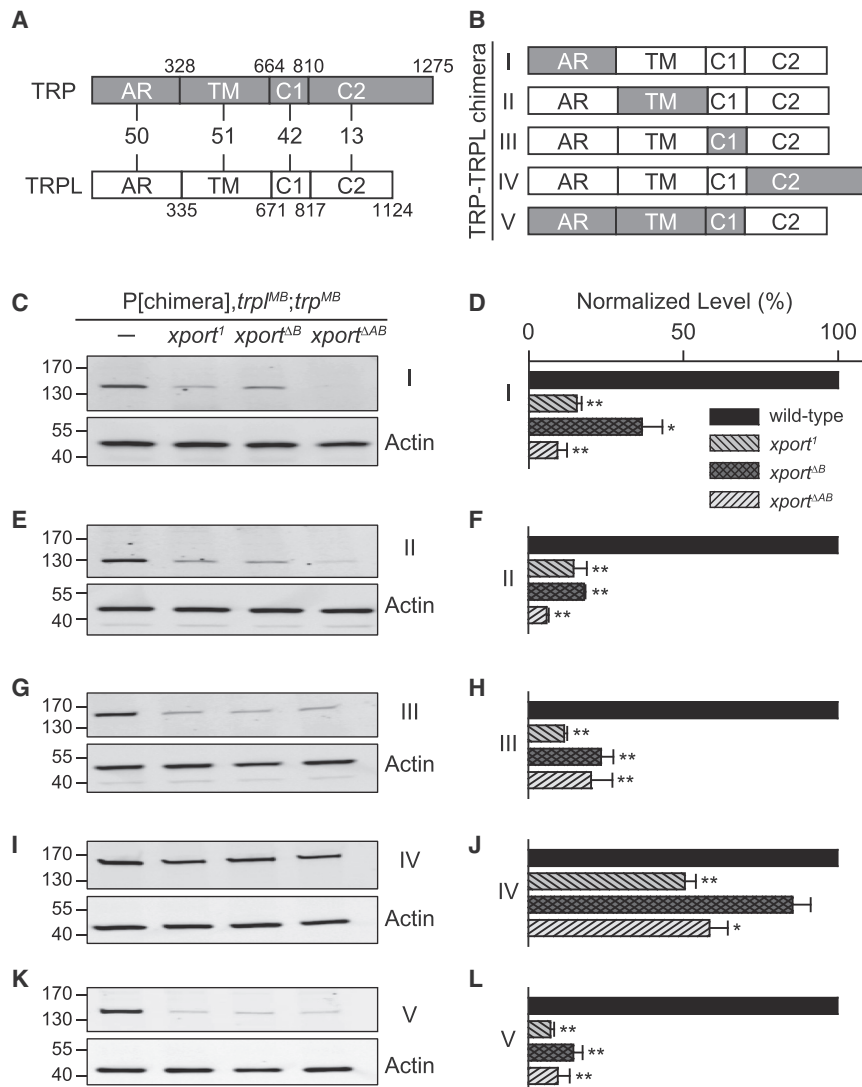 A
328 664 810 1275
TRP AR TM C1 C2
50 51 42 13
TRPL AR TM C1 C2
335 671 817 1124
B
TRP-TRPL chimera
I AR TM C1 C2
II AR TM C1 C2
III AR TM C1 C2
IV AR TM C1 C2
V AR TM C1 C2
C
P[chimera],trpl^MB;trp^MB
— xport^1 xport^ΔB xport^ΔAB
170
130
I
55
40
Actin
D
Normalized Level (%)
0 50 100
I
**
*
**
wild-type
xport^1
xport^ΔB
xport^ΔAB
E
170
130
II
55
40
Actin
F
II
**
**
**
G
170
130
III
55
40
Actin
H
III
**
**
**
I
170
130
IV
55
40
Actin
J
IV
**
*
K
170
130
V
55
40
Actin
L
V
**
**
**